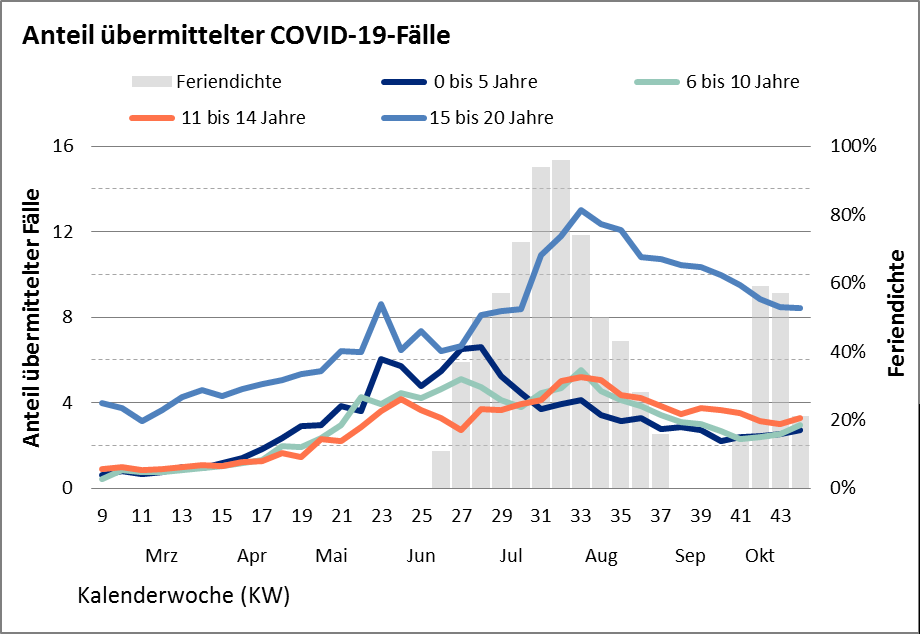 Anteil übermittelter COVID-19-Fälle
Feriendichte 0 bis 5 Jahre 6 bis 10 Jahre
11 bis 14 Jahre 15 bis 20 Jahre
Anteil übermittelter Fälle
16
12
8
4
0
100%
80%
60%
40%
20%
0%
Feriendichte
9 11 13 15 17 19 21 23 25 27 29 31 33 35 37 39 41 43
Mrz Apr Mai Jun Jul Aug Sep Okt
Kalenderwoche (KW)